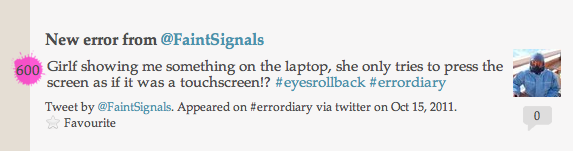 New error from @FaintSignals
600
Girlf showing me something on the laptop, she only tries to press the
screen as if it was a touchscreen!? #eyesrollback #errordiary
Tweet by @FaintSignals. Appeared on #errordiary via twitter on Oct 15, 2011.
0
Favourite